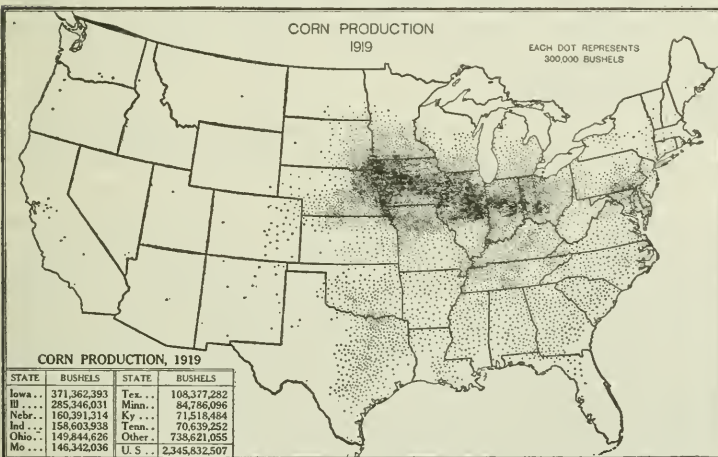 CORN PRODUCTION
1919
EACH DOT REPRESENTS
300,000 BUSHELS
CORN PRODUCTION, 1919
STATE BUSHELS STATE BUSHELS
Iowa . . 371,362,393 Tex. . . 108,377,282
Ill . . . . 285,346,031 Minn. . 84,786,096
Nebr. . 160,391,314 Ky . . . 71,518,484
Ind . . . 158,603,938 Tenn. . 70,639,252
Ohio. . 149,844,626 Other . 738,621,055
Mo . . . 146,342,036 U. S . . 2,345,832,507